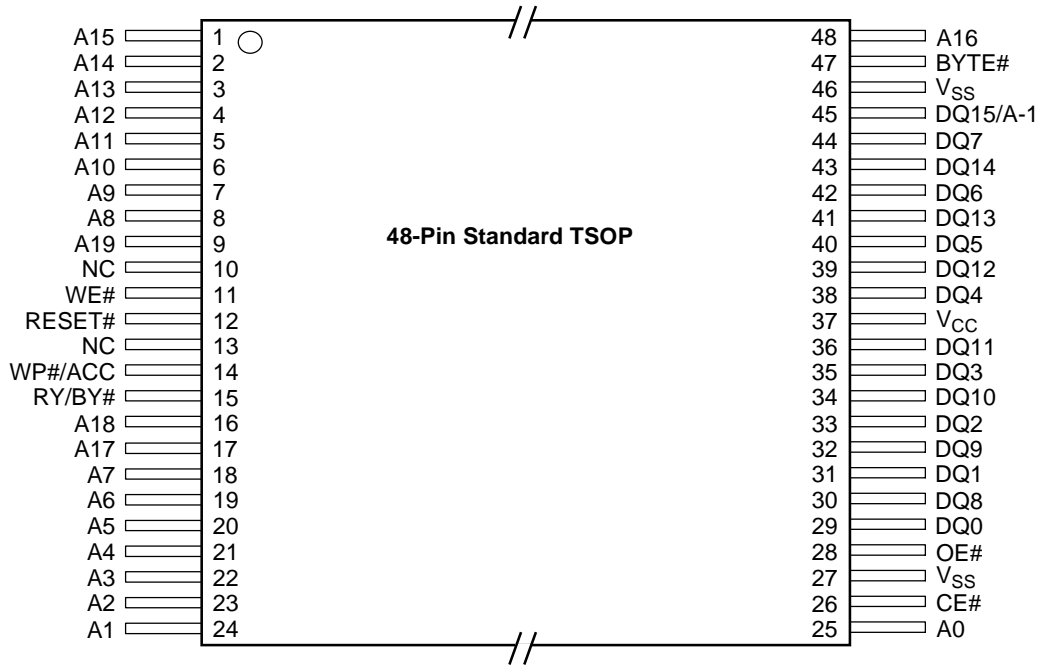 A15 1 48 A16
A14 2 47 BYTE#
A13 3 46 VSS
A12 4 45 DQ15/A-1
A11 5 44 DQ7
A10 6 43 DQ14
A9 7 42 DQ6
A8 8 41 DQ13
48-Pin Standard TSOP
A19 9 40 DQ5
NC 10 39 DQ12
WE# 11 38 DQ4
RESET# 12 37 VCC
NC 13 36 DQ11
WP#/ACC 14 35 DQ3
RY/BY# 15 34 DQ10
A18 16 33 DQ2
A17 17 32 DQ9
A7 18 31 DQ1
A6 19 30 DQ8
A5 20 29 DQ0
A4 21 28 OE#
A3 22 27 VSS
A2 23 26 CE#
A1 24 25 A0